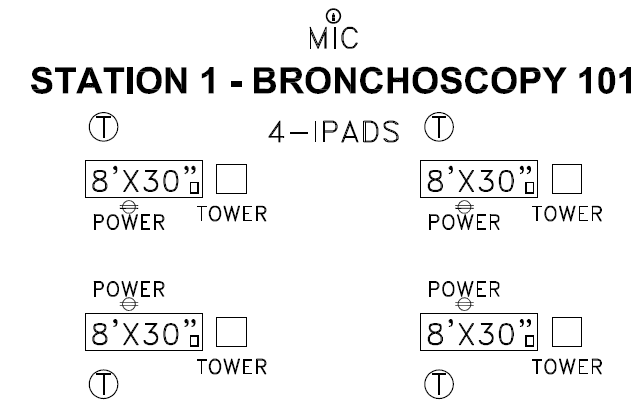 MIC
STATION 1 - BRONCHOSCOPY 101
T 4-IPADS T
8'X30" 8'X30"
POWER TOWER POWER TOWER
POWER POWER
8'X30" 8'X30"
TOWER TOWER
T T